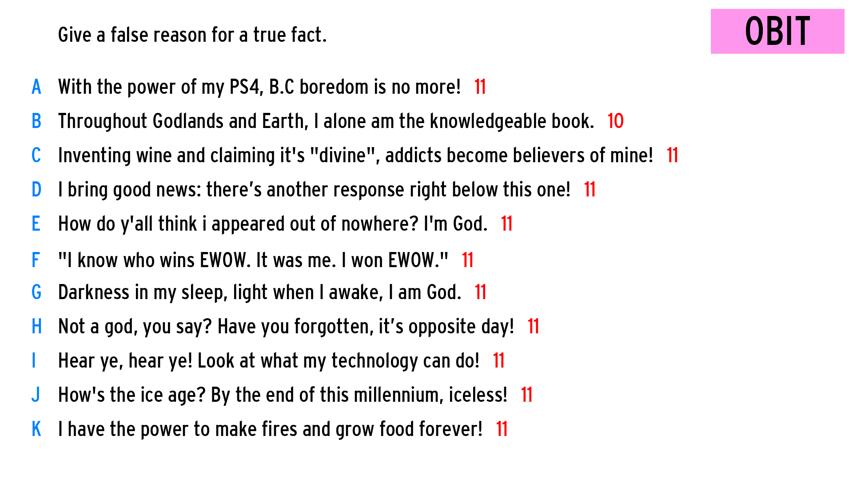 Give a false reason for a true fact.
OBIT
A With the power of my PS4, B.C boredom is no more! 11
B Throughout Godlands and Earth, I alone am the knowledgeable book. 10
C Inventing wine and claiming it's "divine", addicts become believers of mine! 11
D I bring good news: there’s another response right below this one! 11
E How do y'all think i appeared out of nowhere? I'm God. 11
F "I know who wins EWOW. It was me. I won EWOW." 11
G Darkness in my sleep, light when I awake, I am God. 11
H Not a god, you say? Have you forgotten, it’s opposite day! 11
I Hear ye, hear ye! Look at what my technology can do! 11
J How's the ice age? By the end of this millennium, iceless! 11
K I have the power to make fires and grow food forever! 11